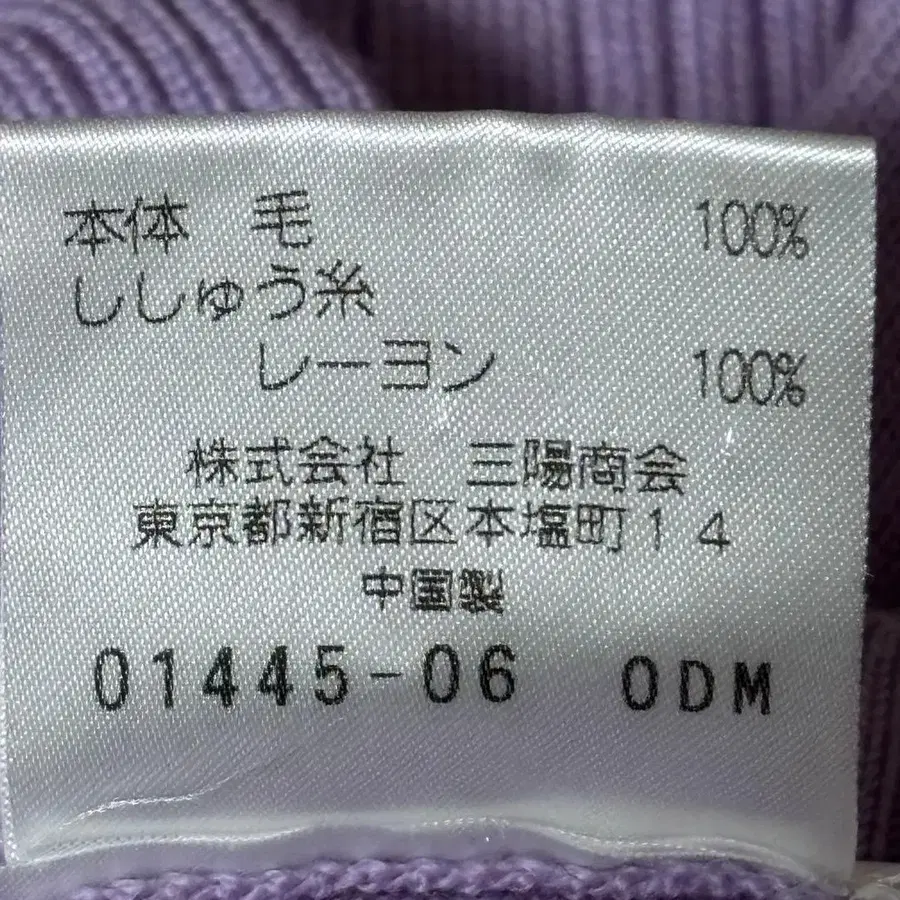 本体　毛　100%
ししゅう糸
レーヨン　100%
株式会社　三陽商会
東京都新宿区本塩町14
中国製
01445-06 ODM